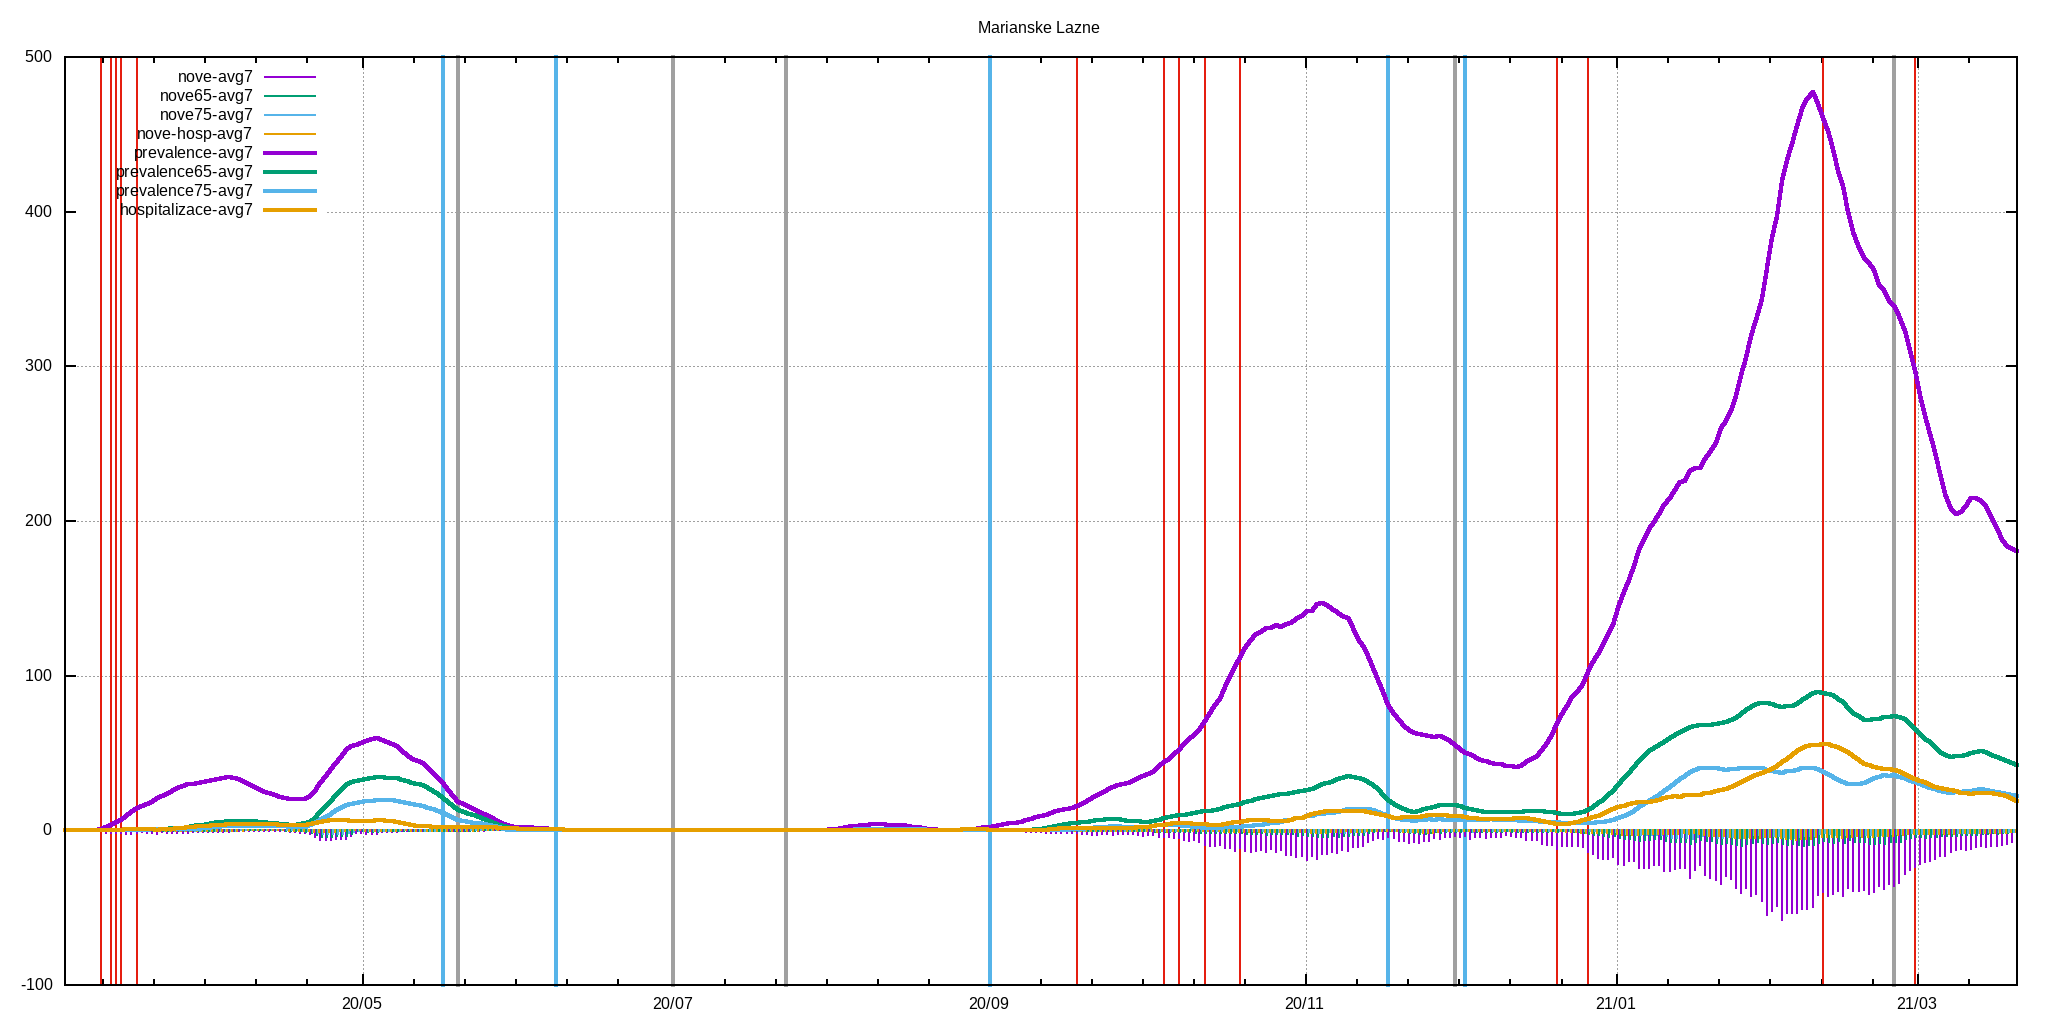 Marianske Lazne
500
400
300
200
100
0
-100
nove-avg7
nove65-avg7
nove75-avg7
nove-hosp-avg7
prevalence-avg7
prevalence65-avg7
prevalence75-avg7
hospitalizace-avg7
20/05
20/07
20/09
20/11
21/01
21/03